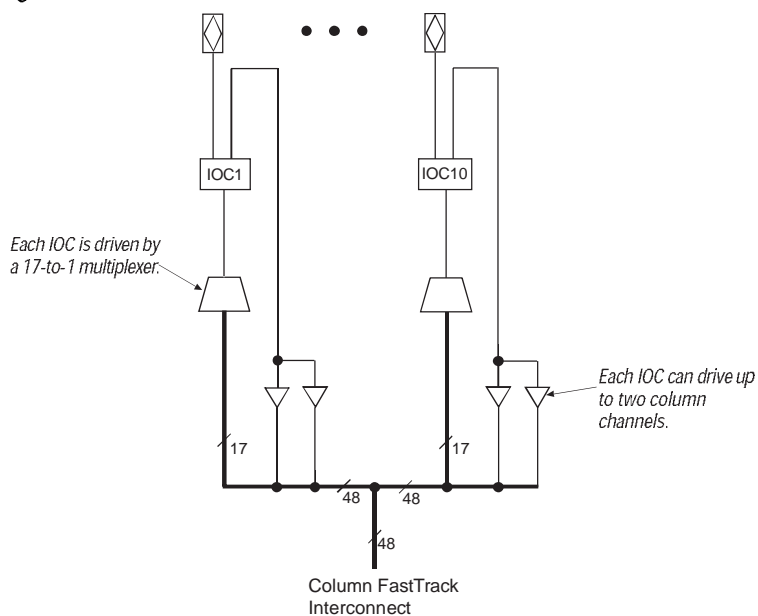 IOC1
IOC10
Each IOC is driven by
a 17-to-1 multiplexer.
Each IOC can drive up
to two column
channels.
17
17
48
48
48
Column FastTrack
Interconnect